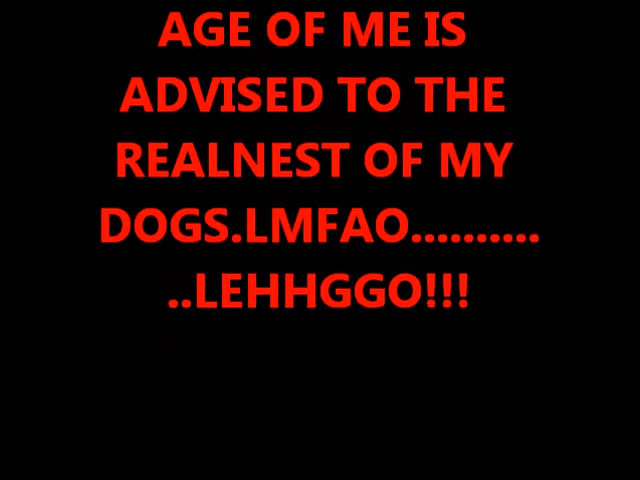 AGE OF ME IS
ADVISED TO THE
REALNEST OF MY
DOGS.LMFAO..........
..LEHHGGO!!!